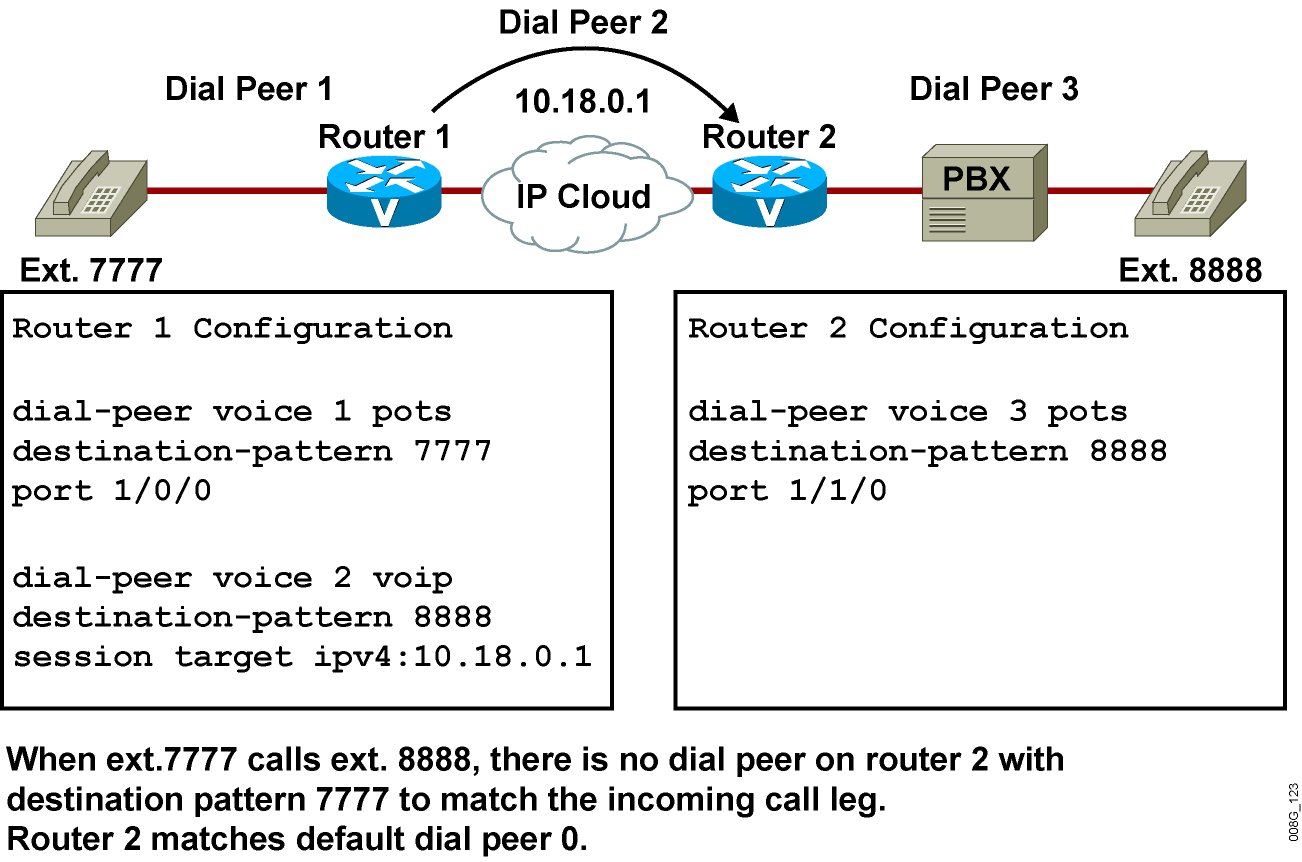 Dial Peer 2
Dial Peer 1
10.18.0.1
Dial Peer 3
Router 1
Router 2
IP Cloud
PBX
V
V
Ext. 7777
Ext. 8888
Router 1 Configuration
dial-peer voice 1 pots
destination-pattern 7777
port 1/0/0
dial-peer voice 2 voip
destination-pattern 8888
session target ipv4:10.18.0.1
Router 2 Configuration
dial-peer voice 3 pots
destination-pattern 8888
port 1/1/0
When ext.7777 calls ext. 8888, there is no dial peer on router 2 with
destination pattern 7777 to match the incoming call leg.
Router 2 matches default dial peer 0.
008G_123